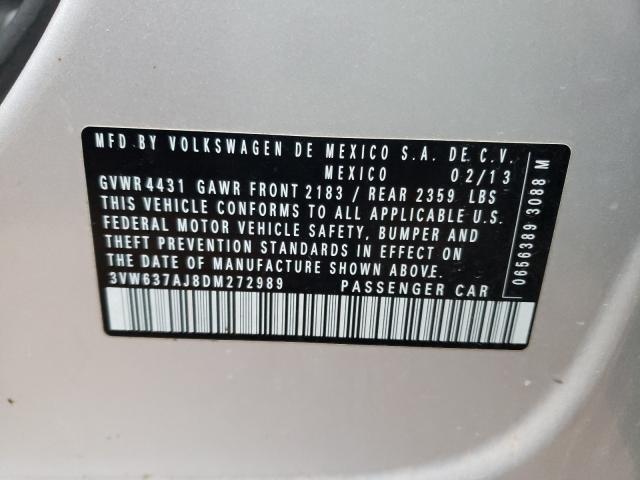 MFD.BY VOLKSWAGEN DE MEXICO S.A. DE C.V.
MEXICO 02/13
GVWR 4431 GAWR FRONT 2183 / REAR 2359 LBS
THIS VEHICLE CONFORMS TO ALL APPLICABLE U.S.
FEDERAL MOTOR VEHICLE SAFETY, BUMPER AND
THEFT PREVENTION STANDARDS IN EFFECT ON
THE DATE OF MANUFACTURE SHOWN ABOVE.
3VW637AJ8DM272989 PASSENGER CAR
0656389 3088 M